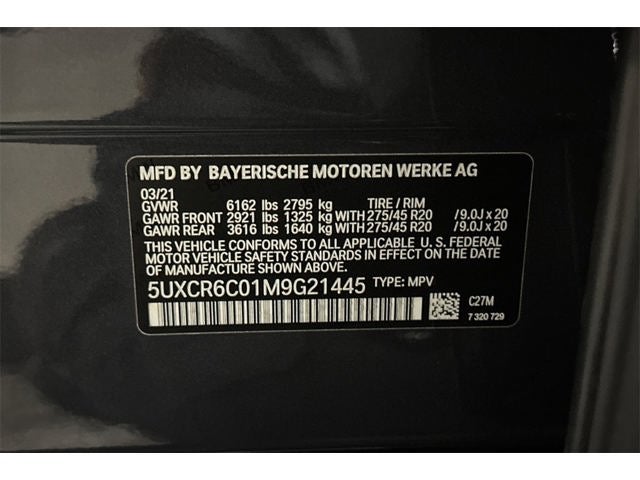 MFD BY BAYERISCHE MOTOREN WERKE AG
03/21
GVWR 6162 lbs 2795 kg TIRE / RIM
GAWR FRONT 2921 lbs 1325 kg WITH 275/45 R20 / 9.0J x 20
GAWR REAR 3616 lbs 1640 kg WITH 275/45 R20 / 9.0J x 20
THIS VEHICLE CONFORMS TO ALL APPLICABLE U. S. FEDERAL
MOTOR VEHICLE SAFETY STANDARDS IN EFFECT ON THE
DATE OF MANUFACTURE SHOWN ABOVE.
5UXCR6C01M9G21445 TYPE: MPV
C27M
7 320 729